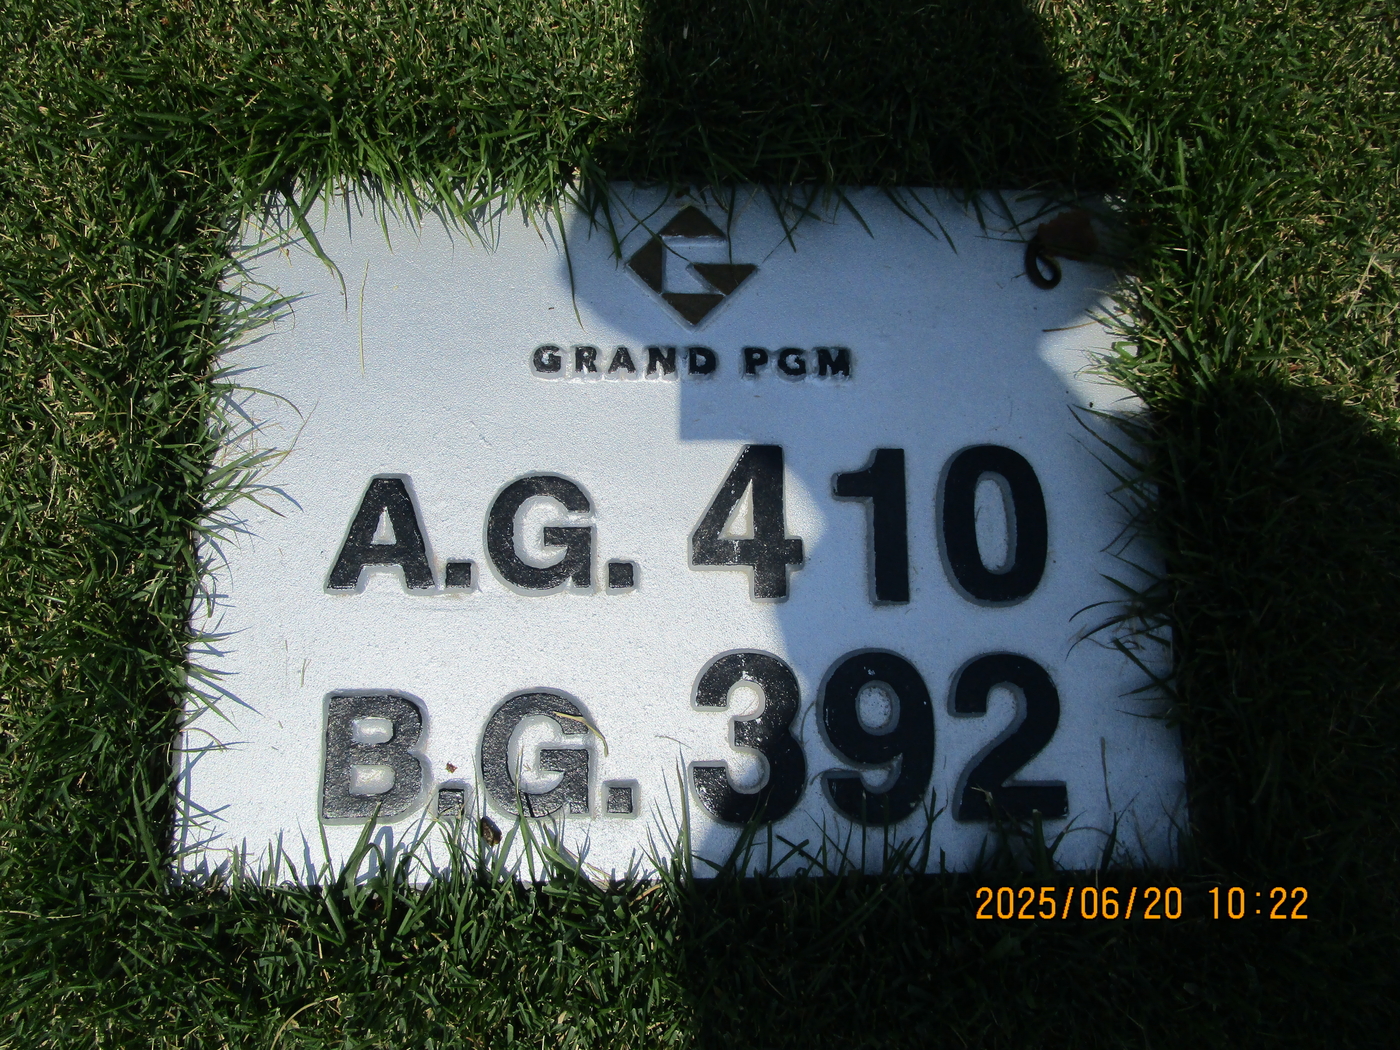 GRAND PGM
A.G. 410
B.G. 392
2025/06/20 10:22